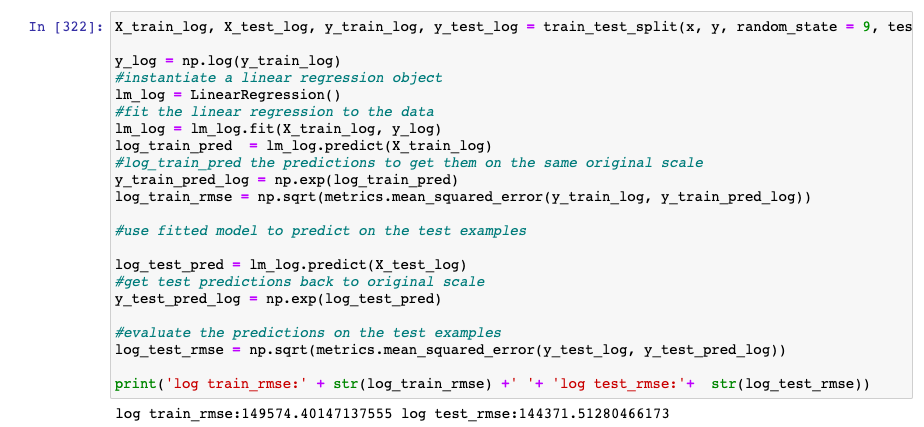 In [322]: X_train_log, X_test_log, y_train_log, y_test_log = train_test_split(x, y, random_state = 9, tes
y_log = np.log(y_train_log)
#instantiate a linear regression object
lm_log = LinearRegression()
#fit the linear regression to the data
lm_log = lm_log.fit(X_train_log, y_log)
log_train_pred  = lm_log.predict(X_train_log)
#log_train_pred the predictions to get them on the same original scale
y_train_pred_log = np.exp(log_train_pred)
log_train_rmse = np.sqrt(metrics.mean_squared_error(y_train_log, y_train_pred_log))
#use fitted model to predict on the test examples
log_test_pred = lm_log.predict(X_test_log)
#get test predictions back to original scale
y_test_pred_log = np.exp(log_test_pred)
#evaluate the predictions on the test examples
log_test_rmse = np.sqrt(metrics.mean_squared_error(y_test_log, y_test_pred_log))
print('log train_rmse:' + str(log_train_rmse) +' '+ 'log test_rmse:'+  str(log_test_rmse))
log train_rmse:149574.40147137555 log test_rmse:144371.51280466173